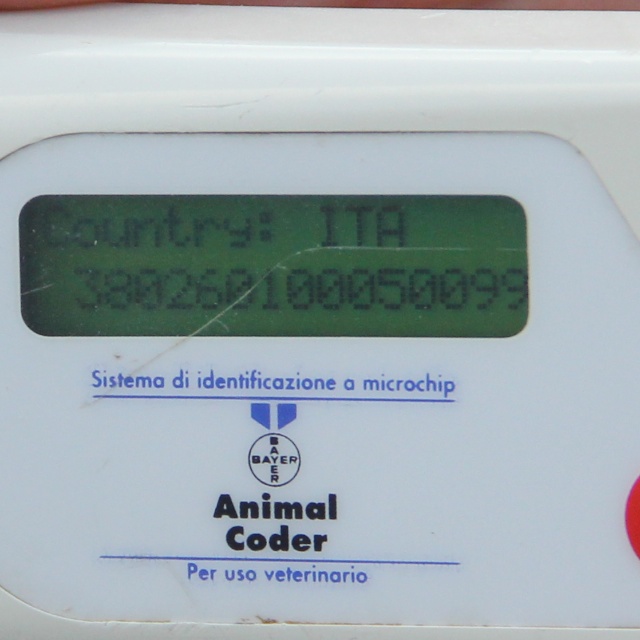 Country: ITA
380260100050099
Sistema di identificazione a microchip
BAYER
BAYER
Animal
Coder
Per uso veterinario